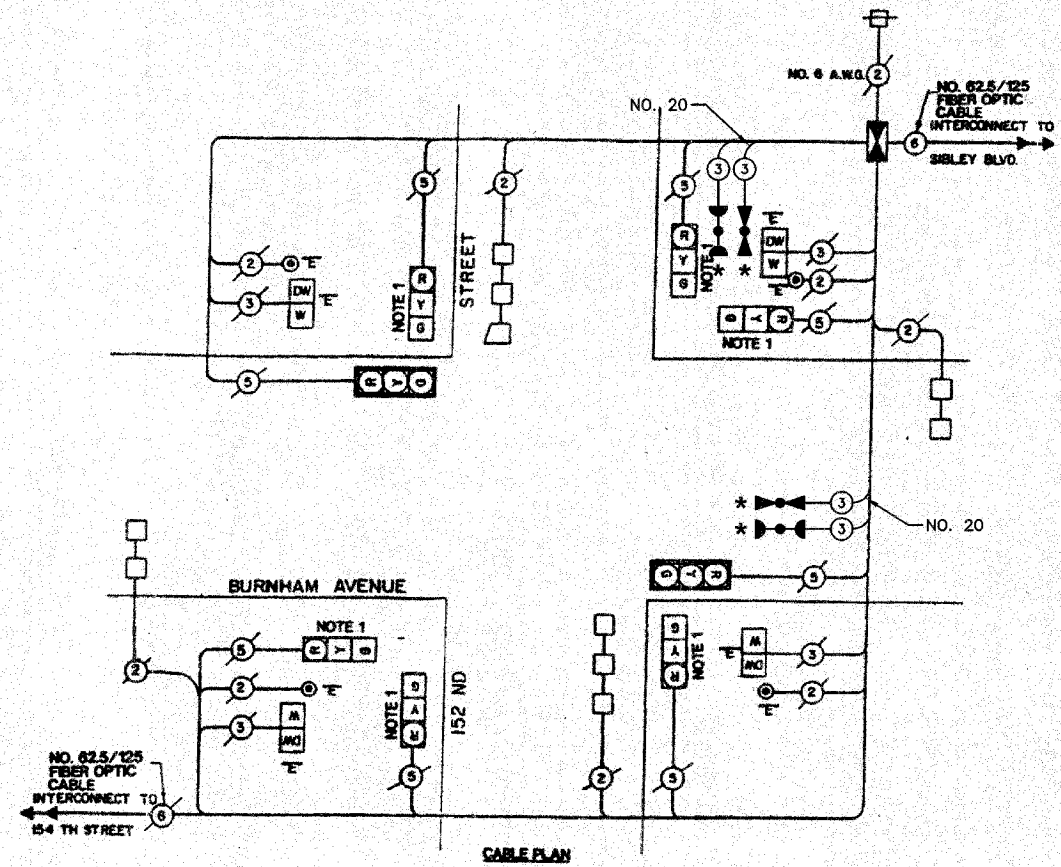 NO. 6 A.W.G.
2
NO. 62.5/125
FIBER OPTIC
CABLE
INTERCONNECT TO
6
SIBLEY BLVD.
NO. 20
5
2
5
3
3
2
E
3
DW
W
E
R
Y
G
NOTE 1
STREET
R
Y
G
NOTE 1
*
*
E
DW
W
3
E
2
G Y R
5
NOTE 1
2
5
R Y G
*
3
*
3
NO. 20
G Y R
5
BURNHAM AVENUE
2
5
NOTE 1
R Y G
2
E
3
W
DW
E
NOTE 1
G
Y
R
5
152 ND
2
G
Y
R
NOTE 1
5
E
W
DW
3
E
2
NO. 62.5/125
FIBER OPTIC
CABLE
INTERCONNECT TO
6
154 TH STREET
CABLE PLAN